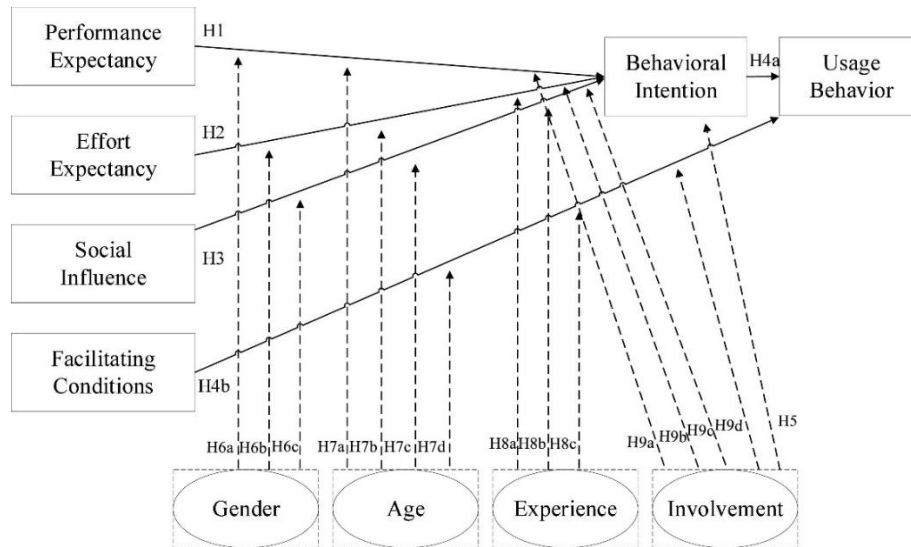 Performance
Expectancy
H1
Behavioral
Intention
H4a
Usage
Behavior
Effort
Expectancy
H2
Social
Influence
H3
Facilitating
Conditions
H4b
H6a
H6b
H6c
H7a
H7b
H7c
H7d
H8a
H8b
H8c
H9a
H9b
H9c
H9d
H5
Gender
Age
Experience
Involvement